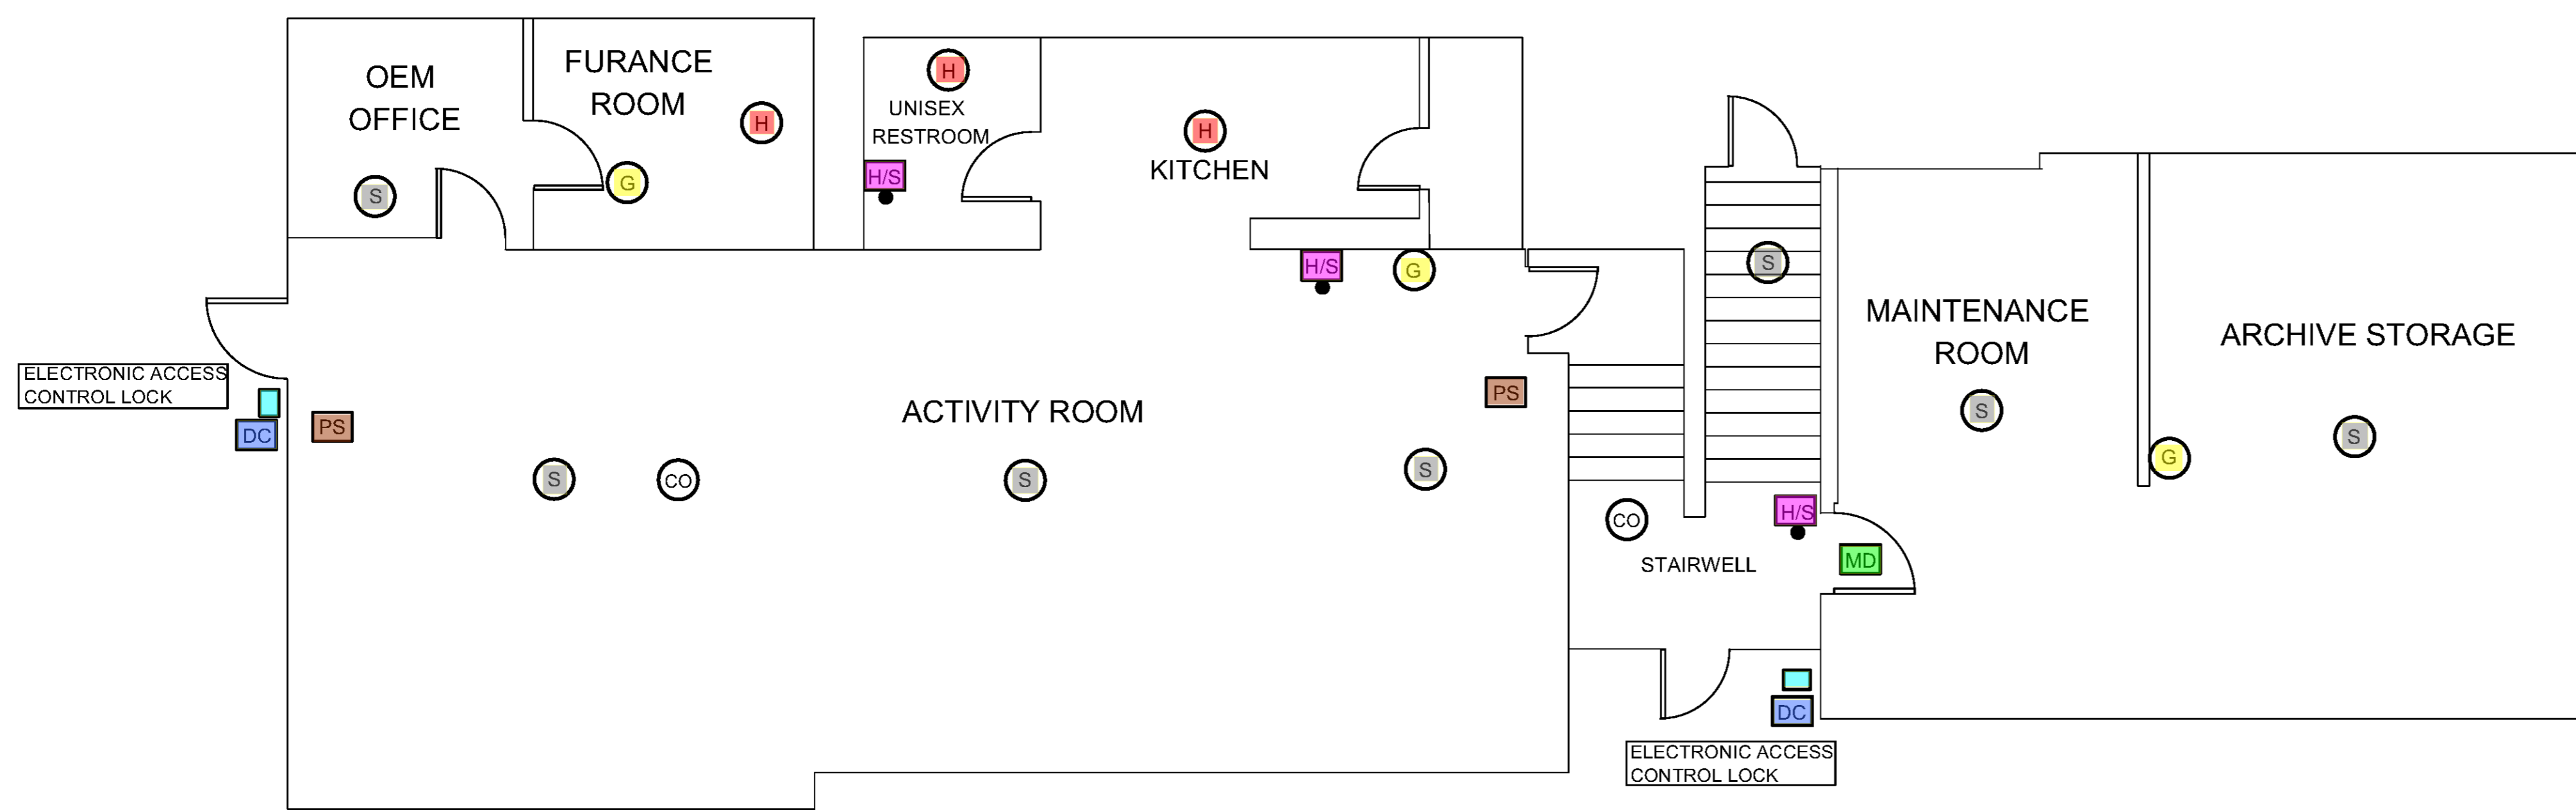 OEM
OFFICE
S
FURANCE
ROOM
H
G
H
UNISEX
RESTROOM
H/S
H
KITCHEN
H/S
G
ELECTRONIC ACCESS
CONTROL LOCK
DC
PS
ACTIVITY ROOM
PS
S
CO
S
S
S
CO
H/S
STAIRWELL
MD
MAINTENANCE
ROOM
S
ARCHIVE STORAGE
G
S
DC
ELECTRONIC ACCESS
CONTROL LOCK